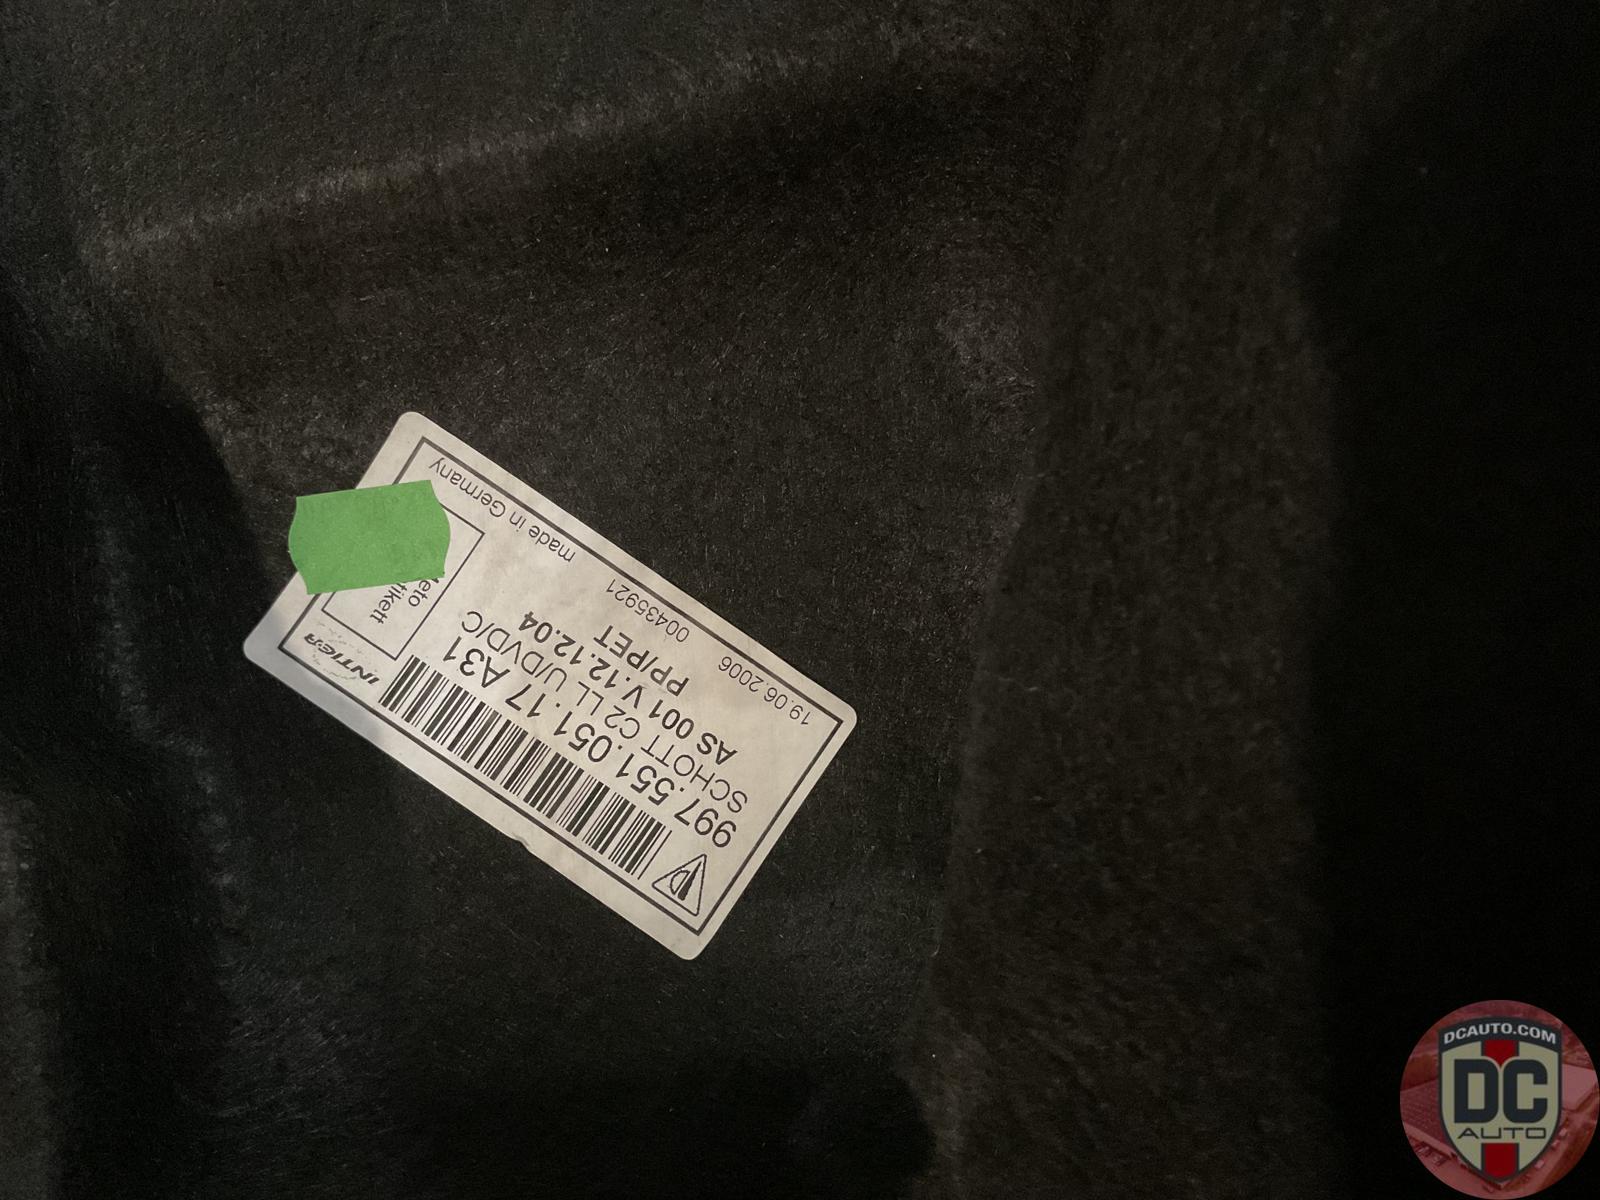 INTIER
997.551.051.17 A31
SCHOTT C2 LL U/DVD/C
AS 001 V.12.12.04
PP/PET
19.06.2006
00435921
made in Germany
DCAUTO.COM
DC
AUTO